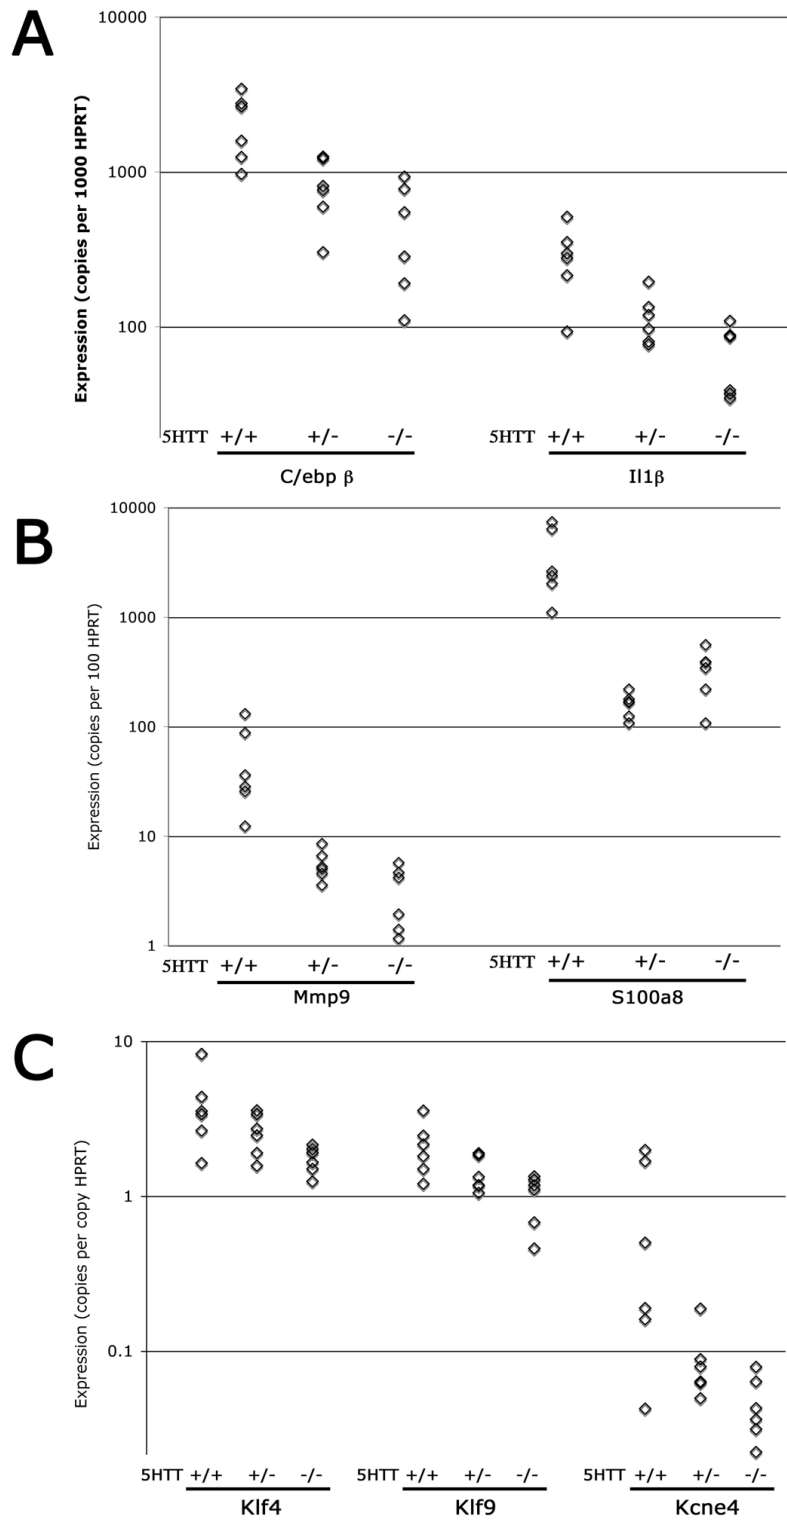 A
10000
1000
100
Expression (copies per 1000 HPRT)
5HTT +/+ +/- -/- 5HTT +/+ +/- -/-
C/ebp β Il1β
B
10000
1000
100
10
1
Expression (copies per 100 HPRT)
5HTT +/+ +/- -/- 5HTT +/+ +/- -/-
Mmp9 S100a8
C
10
1
0.1
Expression (copies per copy HPRT)
5HTT +/+ +/- -/- 5HTT +/+ +/- -/- 5HTT +/+ +/- -/-
Klf4 Klf9 Kcne4